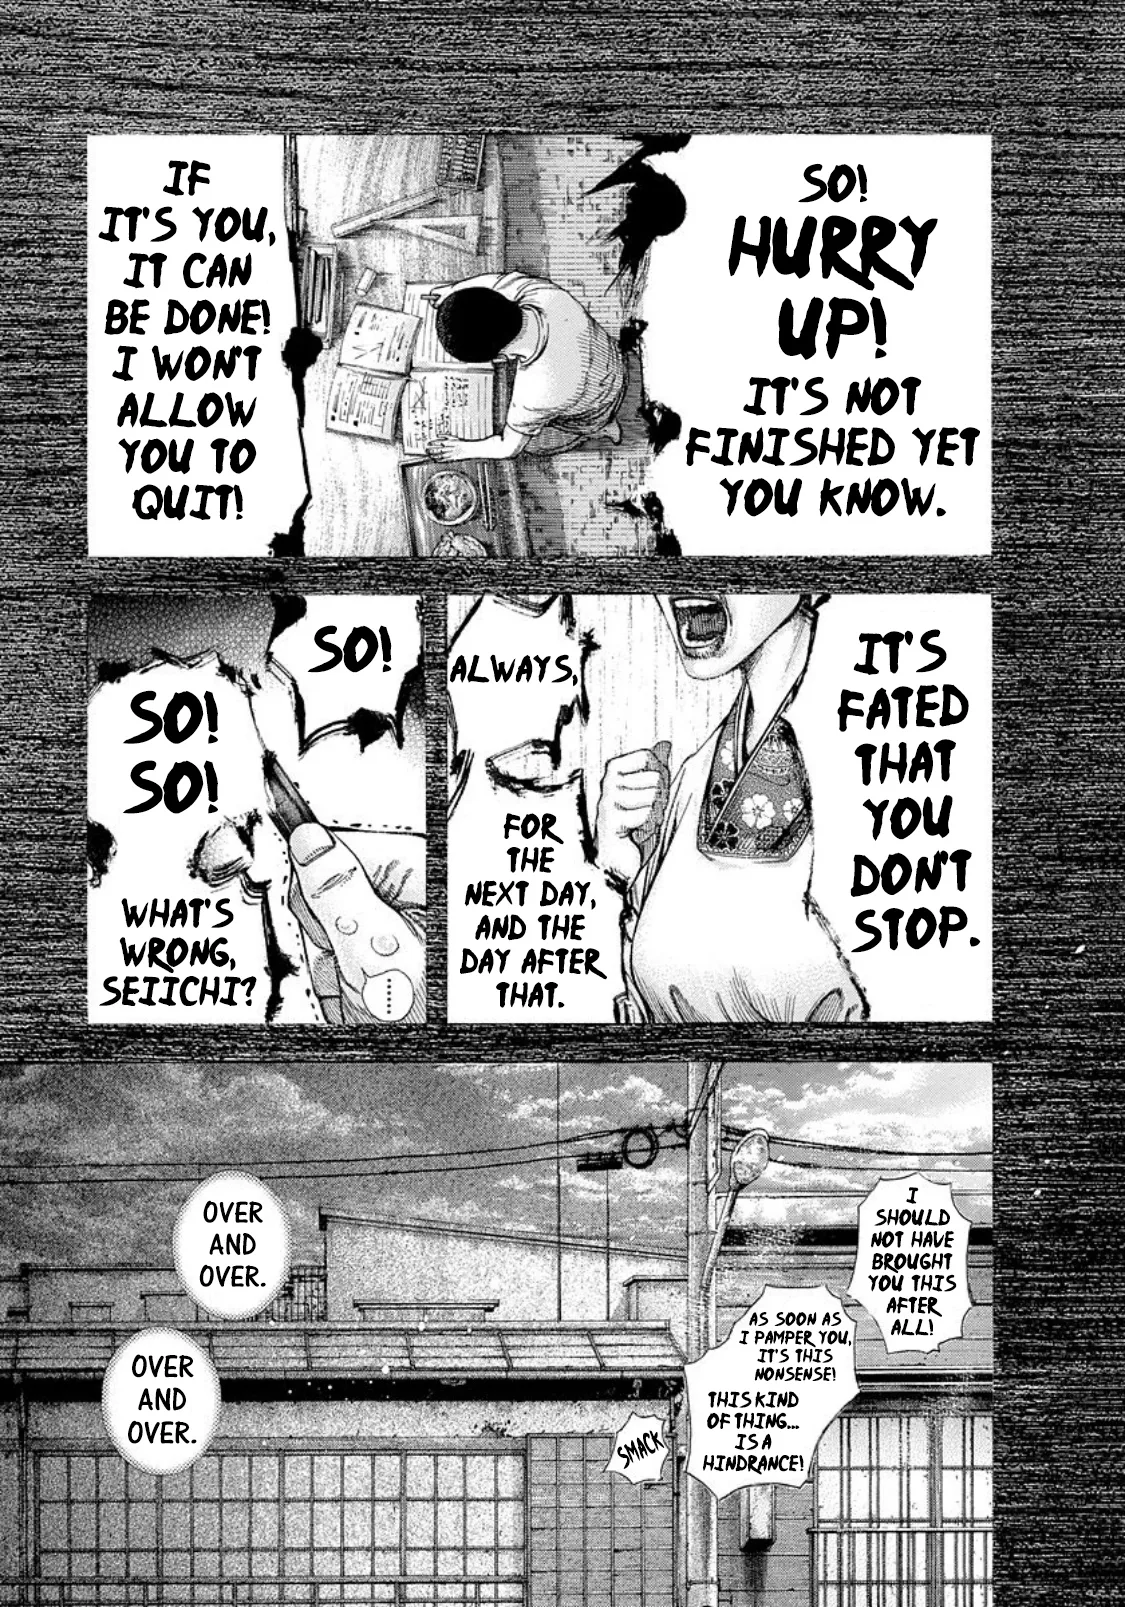 SO!
HURRY
UP!
IT'S NOT
FINISHED YET
YOU KNOW.
IF
IT'S YOU,
IT CAN
BE DONE!
I WON'T
ALLOW
YOU TO
QUIT!
IT'S
FATED
THAT
YOU
DON'T
STOP.
ALWAYS,
FOR
THE
NEXT DAY,
AND THE
DAY AFTER
THAT.
SO!
SO!
SO!
WHAT'S
WRONG,
SEIICHI?
......
I
SHOULD
NOT HAVE
BROUGHT
YOU THIS
AFTER
ALL!
AS SOON AS
I PAMPER YOU,
IT'S THIS
NONSENSE!
THIS KIND
OF THING...
IS A
HINDRANCE!
SMACK
OVER
AND
OVER.
OVER
AND
OVER.